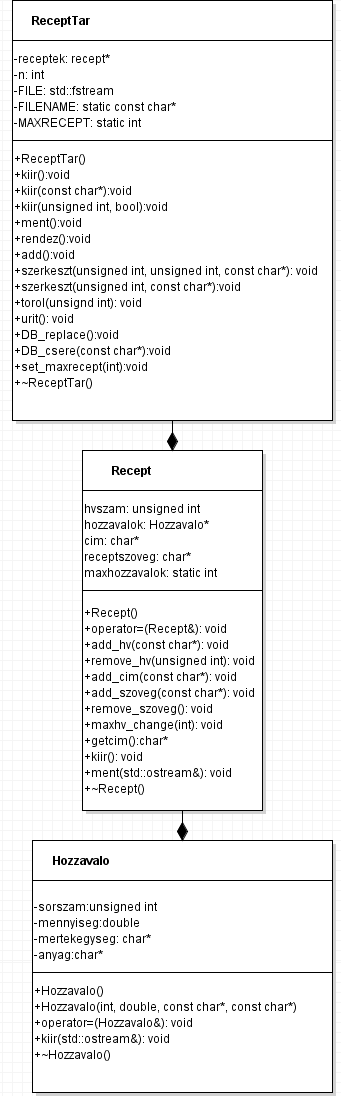 ReceptTar
-receptek: recept*
-n: int
-FILE: std::fstream
-FILENAME: static const char*
-MAXRECEPT: static int
+ReceptTar()
+kiir():void
+kiir(const char*):void
+kiir(unsigned int, bool):void
+ment():void
+rendez():void
+add():void
+szerkeszt(unsigned int, unsigned int, const char*): void
+szerkeszt(unsigned int, const char*):void
+torol(unsignd int): void
+urit(): void
+DB_replace():void
+DB_csere(const char*):void
+set_maxrecept(int):void
+~ReceptTar()
Recept
hvszam: unsigned int
hozzavalok: Hozzavalo*
cim: char*
receptszoveg: char*
maxhozzavalok: static int
+Recept()
+operator=(Recept&): void
+add_hv(const char*): void
+remove_hv(unsigned int): void
+add_cim(const char*): void
+add_szoveg(const char*): void
+remove_szoveg(): void
+maxhv_change(int): void
+getcim():char*
+kiir(): void
+ment(std::ostream&): void
+~Recept()
Hozzavalo
-sorszam:unsigned int
-mennyiseg:double
-mertekegyseg: char*
-anyag:char*
+Hozzavalo()
+Hozzavalo(int, double, const char*, const char*)
+operator=(Hozzavalo&): void
+kiir(std::ostream&): void
+~Hozzavalo()